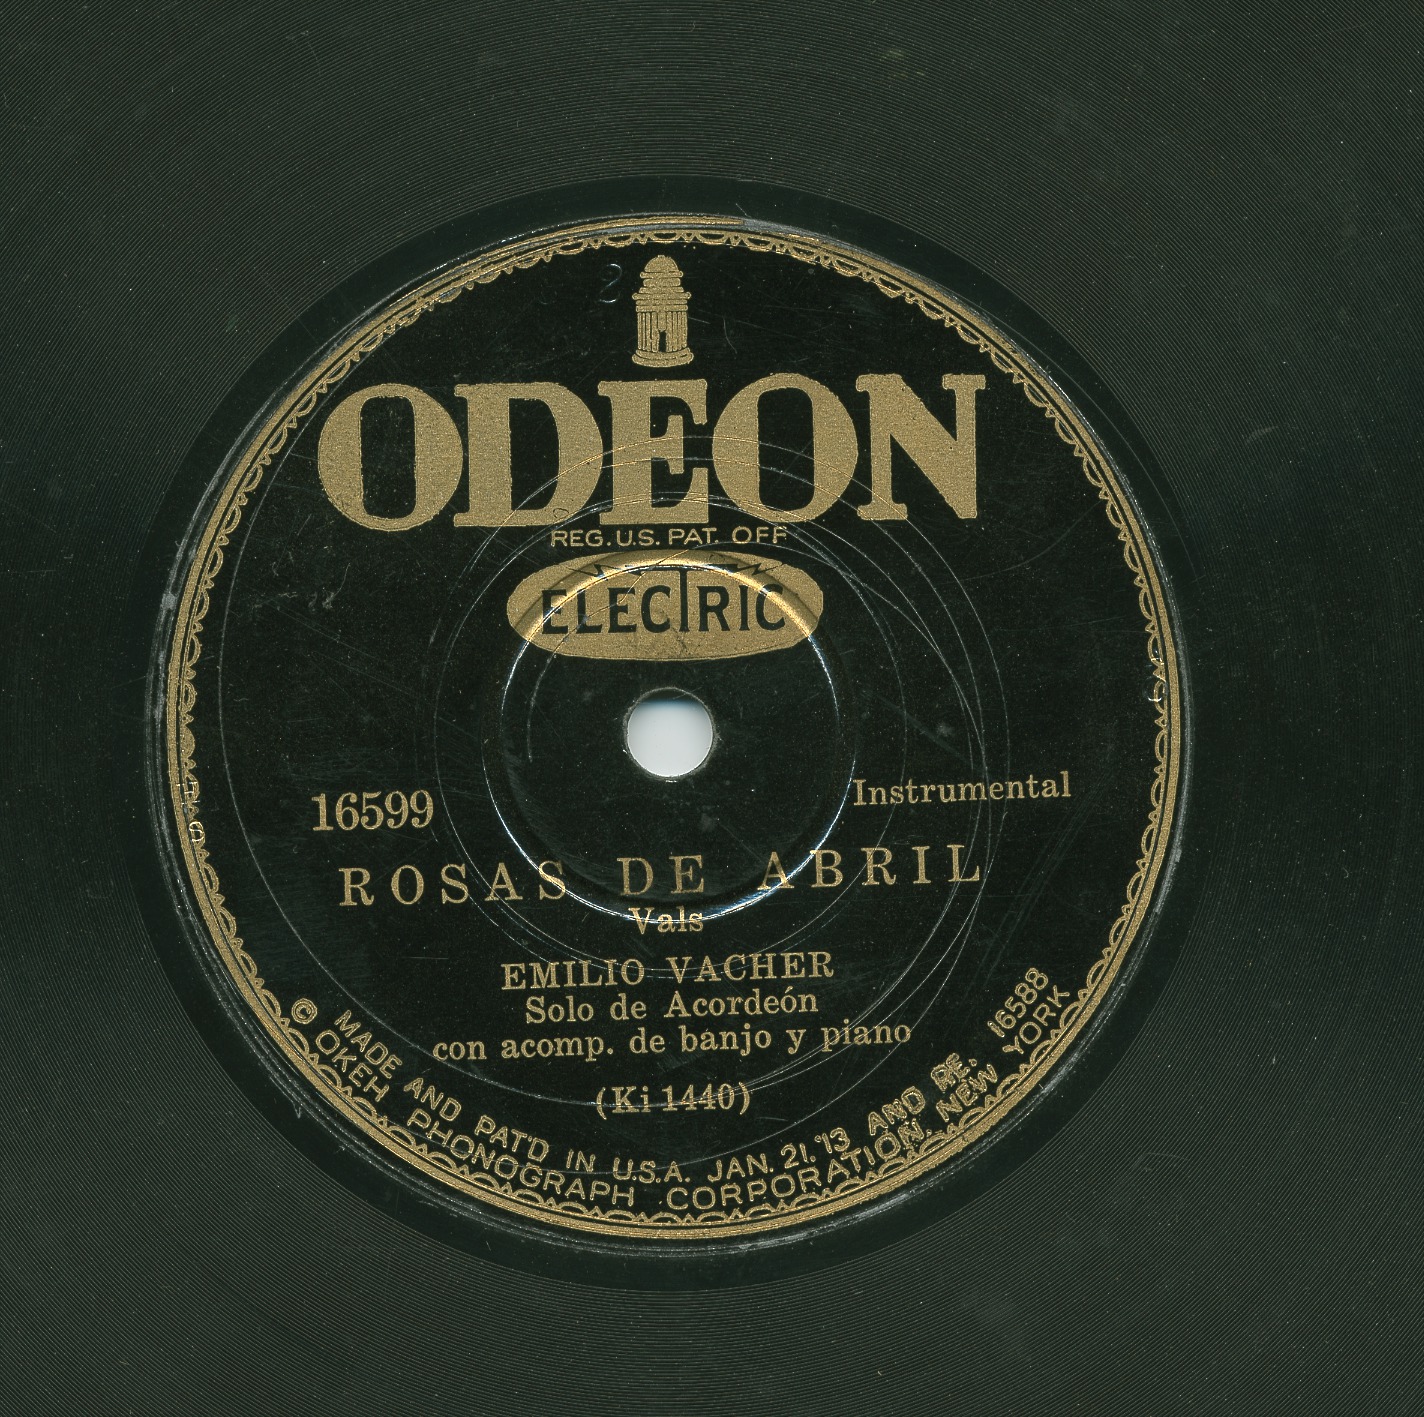 ODEON
REG. U.S. PAT. OFF
ELECTRIC
16599
Instrumental
ROSAS DE ABRIL
Vals
EMILIO VACHER
Solo de Acordeón
con acomp. de banjo y piano
(Ki 1440)
MADE AND PAT'D IN U.S.A. JAN. 21, '13 AND RE. 16588
© OKEH PHONOGRAPH CORPORATION, NEW YORK